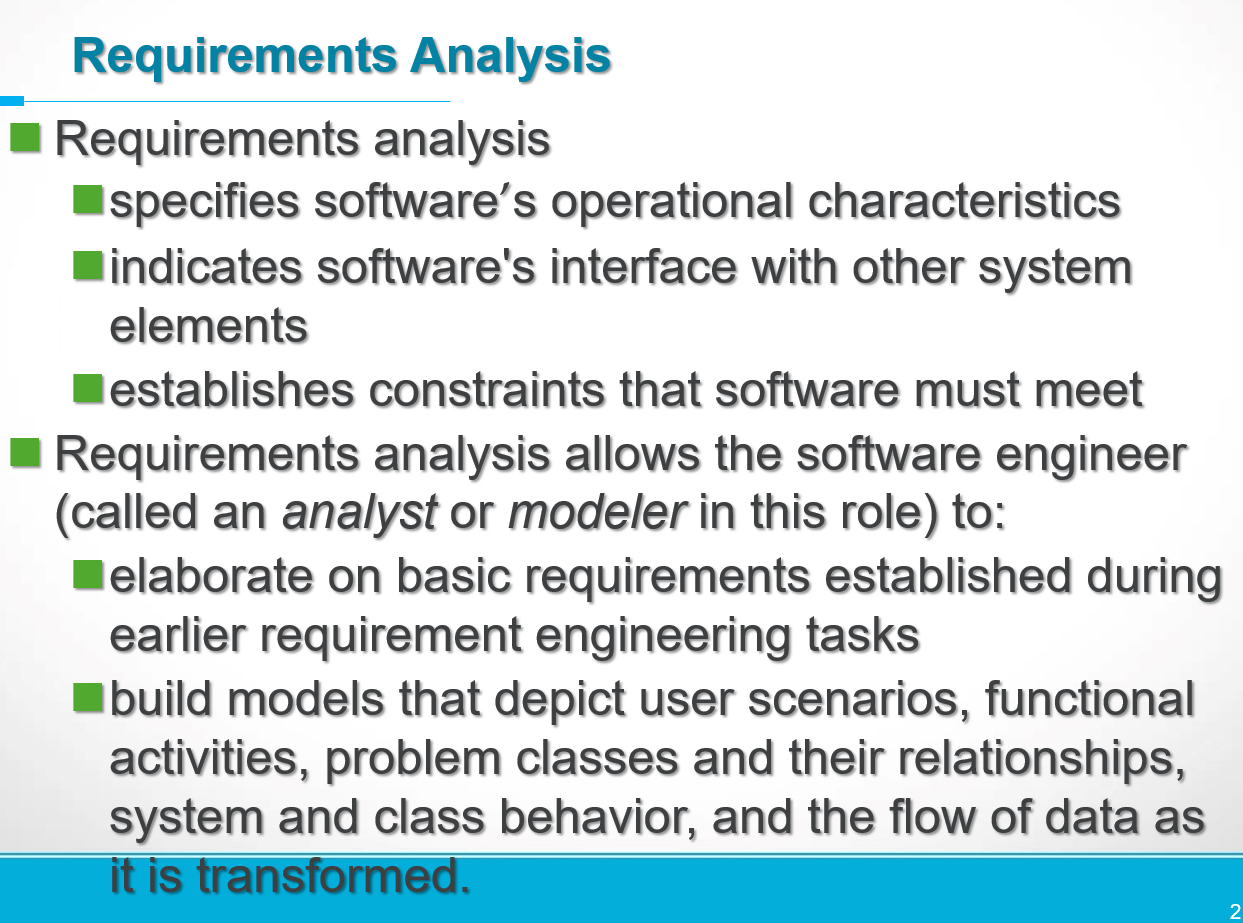 Requirements Analysis
Requirements analysis
specifies software’s operational characteristics
indicates software's interface with other system
elements
establishes constraints that software must meet
Requirements analysis allows the software engineer
(called an analyst or modeler in this role) to:
elaborate on basic requirements established during
earlier requirement engineering tasks
build models that depict user scenarios, functional
activities, problem classes and their relationships,
system and class behavior, and the flow of data as
it is transformed.
2